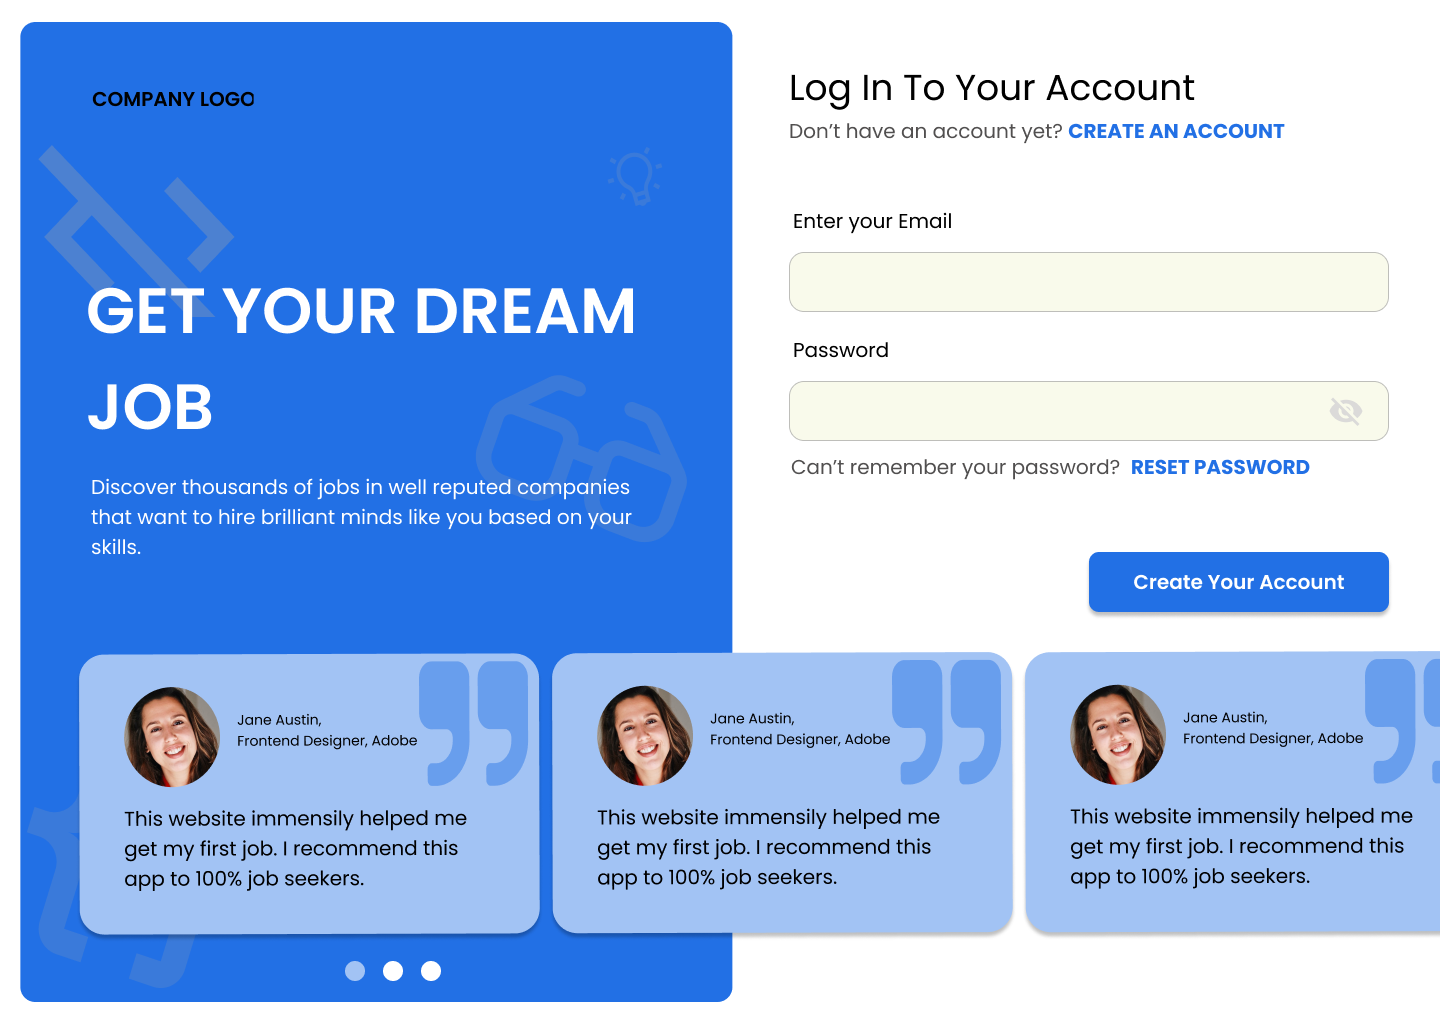 COMPANY LOGO
GET YOUR DREAM
JOB
Discover thousands of jobs in well reputed companies
that want to hire brilliant minds like you based on your
skills.
Log In To Your Account
Don’t have an account yet? CREATE AN ACCOUNT
Enter your Email
Password
Can’t remember your password? RESET PASSWORD
Create Your Account
Jane Austin,
Frontend Designer, Adobe
This website immensily helped me
get my first job. I recommend this
app to 100% job seekers.
Jane Austin,
Frontend Designer, Adobe
This website immensily helped me
get my first job. I recommend this
app to 100% job seekers.
Jane Austin,
Frontend Designer, Adobe
This website immensily helped me
get my first job. I recommend this
app to 100% job seekers.